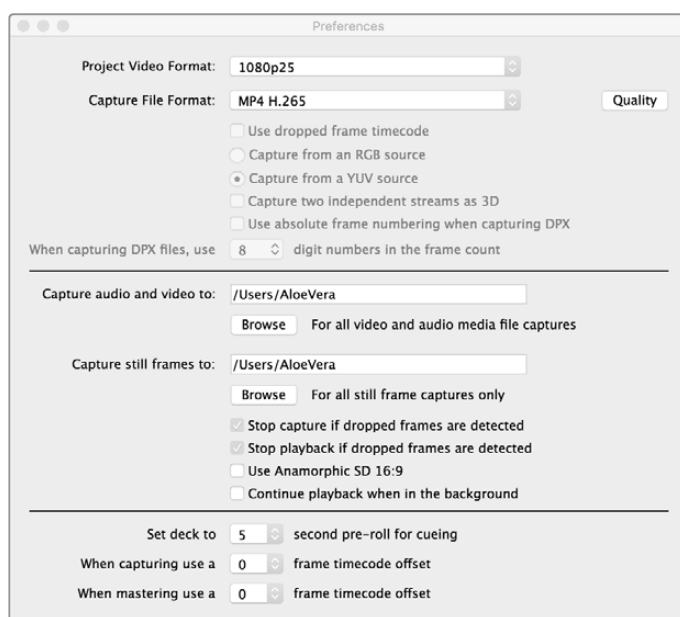 Preferences
Project Video Format: 1080p25
Capture File Format: MP4 H.265 Quality
Use dropped frame timecode
Capture from an RGB source
Capture from a YUV source
Capture two independent streams as 3D
Use absolute frame numbering when capturing DPX
When capturing DPX files, use 8 digit numbers in the frame count
Capture audio and video to: /Users/AloeVera
Browse For all video and audio media file captures
Capture still frames to: /Users/AloeVera
Browse For all still frame captures only
Stop capture if dropped frames are detected
Stop playback if dropped frames are detected
Use Anamorphic SD 16:9
Continue playback when in the background
Set deck to 5 second pre-roll for cueing
When capturing use a 0 frame timecode offset
When mastering use a 0 frame timecode offset